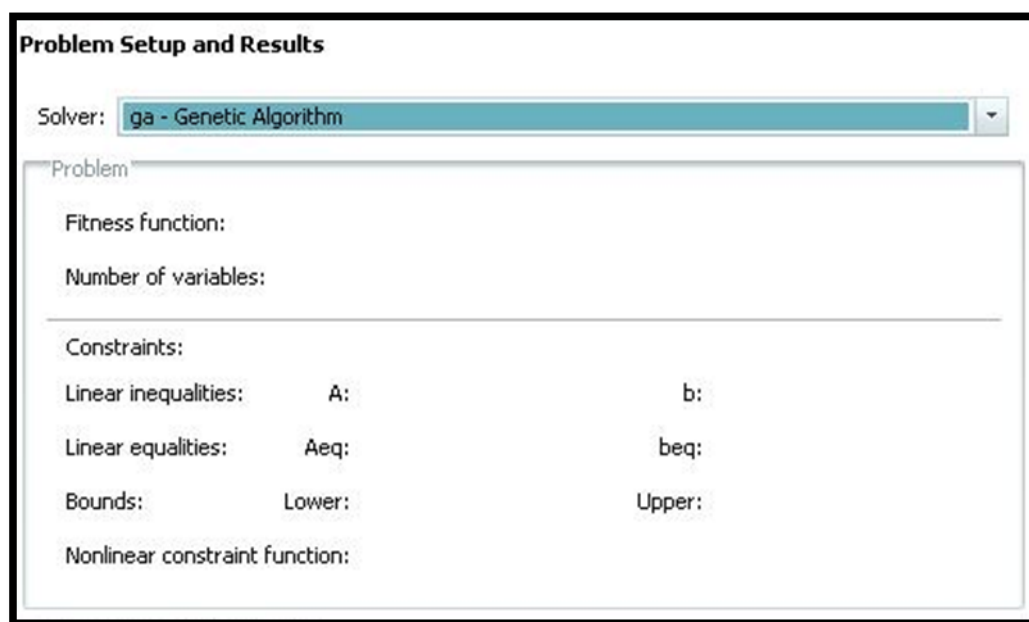 Problem Setup and Results
Solver: ga - Genetic Algorithm
Problem
Fitness function:
Number of variables:
Constraints:
Linear inequalities: A: b:
Linear equalities: Aeq: beq:
Bounds: Lower: Upper:
Nonlinear constraint function: